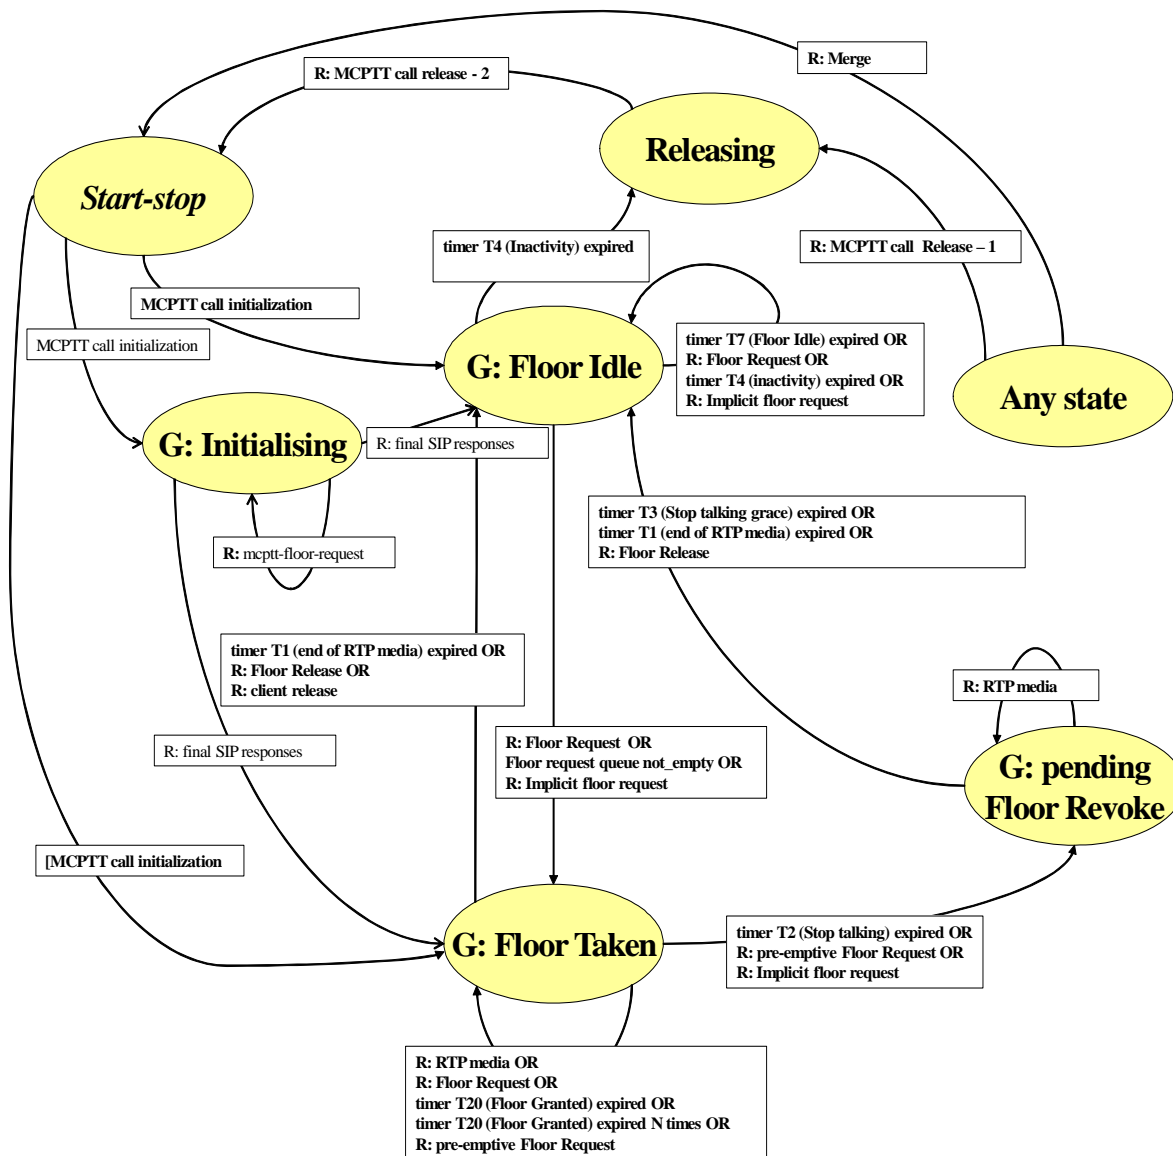 R: Merge
R: MCPTT call release - 2
Releasing
Start-stop
timer T4 (Inactivity) expired
R: MCPTT call Release – 1
MCPTT call initialization
MCPTT call initialization
G: Floor Idle
timer T7 (Floor Idle) expired OR
R: Floor Request OR
timer T4 (inactivity) expired OR
R: Implicit floor request
Any state
G: Initialising
R: final SIP responses
timer T3 (Stop talking grace) expired OR
timer T1 (end of RTP media) expired OR
R: Floor Release
R: mcptt-floor-request
timer T1 (end of RTP media) expired OR
R: Floor Release OR
R: client release
R: RTP media
R: final SIP responses
R: Floor Request OR
Floor request queue not_empty OR
R: Implicit floor request
G: pending
Floor Revoke
[MCPTT call initialization
G: Floor Taken
timer T2 (Stop talking) expired OR
R: pre-emptive Floor Request OR
R: Implicit floor request
R: RTP media OR
R: Floor Request OR
timer T20 (Floor Granted) expired OR
timer T20 (Floor Granted) expired N times OR
R: pre-emptive Floor Request